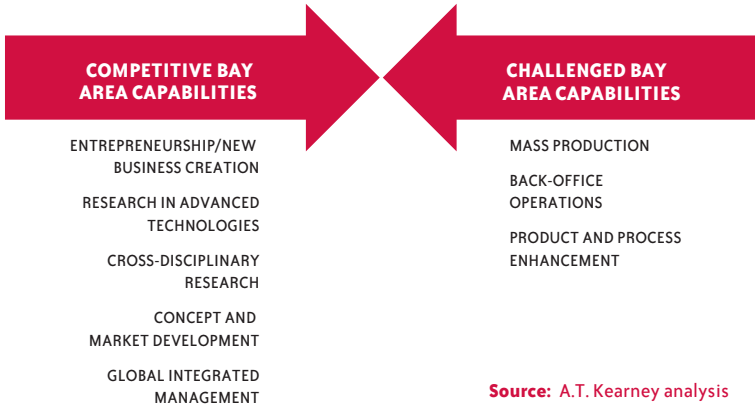 COMPETITIVE BAY
AREA CAPABILITIES
ENTREPRENEURSHIP/NEW
BUSINESS CREATION
RESEARCH IN ADVANCED
TECHNOLOGIES
CROSS-DISCIPLINARY
RESEARCH
CONCEPT AND
MARKET DEVELOPMENT
GLOBAL INTEGRATED
MANAGEMENT
CHALLENGED BAY
AREA CAPABILITIES
MASS PRODUCTION
BACK-OFFICE
OPERATIONS
PRODUCT AND PROCESS
ENHANCEMENT
Source: A.T. Kearney analysis